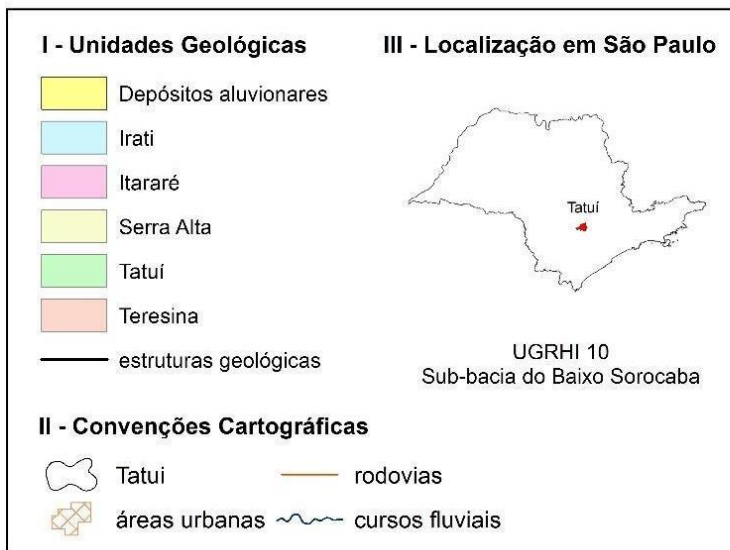 I - Unidades Geológicas
Depósitos aluvionares
Irati
Itararé
Serra Alta
Tatuí
Teresina
estruturas geológicas
III - Localização em São Paulo
Tatuí
UGRHI 10
Sub-bacia do Baixo Sorocaba
II - Convenções Cartográficas
Tatui
rodovias
áreas urbanas
cursos fluviais